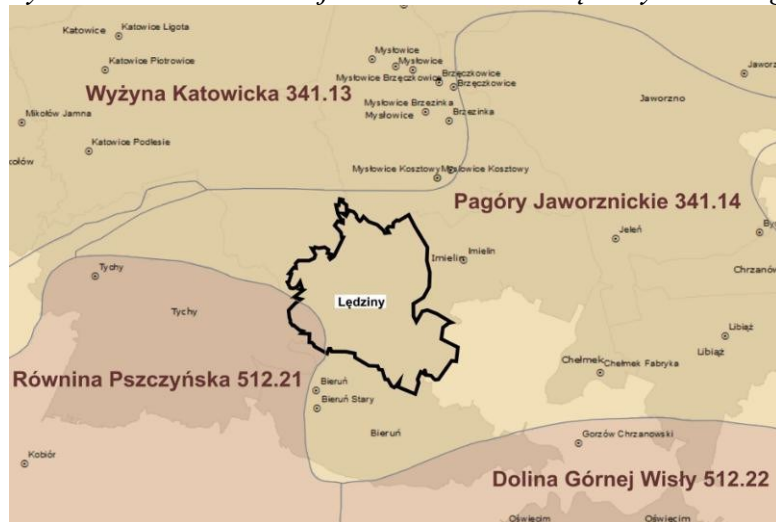 Katowice
Katowice Ligota
Katowice Piotrowice
Mysłowice
Mysłowice
Mysłowice Brzęczkowice
Brzęczkowice
Brzęczkowice
Wyżyna Katowicka 341.13
Jaworzno
Mysłowice Brzezinka
Mysłowice
Brzezinka
Mikołów Jamna
Katowice Podlesie
Mysłowice Kosztowy
Mysłowice Kosztowy
Pagóry Jaworznickie 341.14
Jeleń
Imielin
Imielin
Chrzanów
Tychy
Tychy
Lędziny
Libiąż
Libiąż
Chełmek
Chełmek Fabryka
Równina Pszczyńska 512.21
Bieruń
Bieruń Stary
Bieruń
Gorzów Chrzanowski
Kobiór
Dolina Górnej Wisły 512.22
Oświęcim
Oświęcim